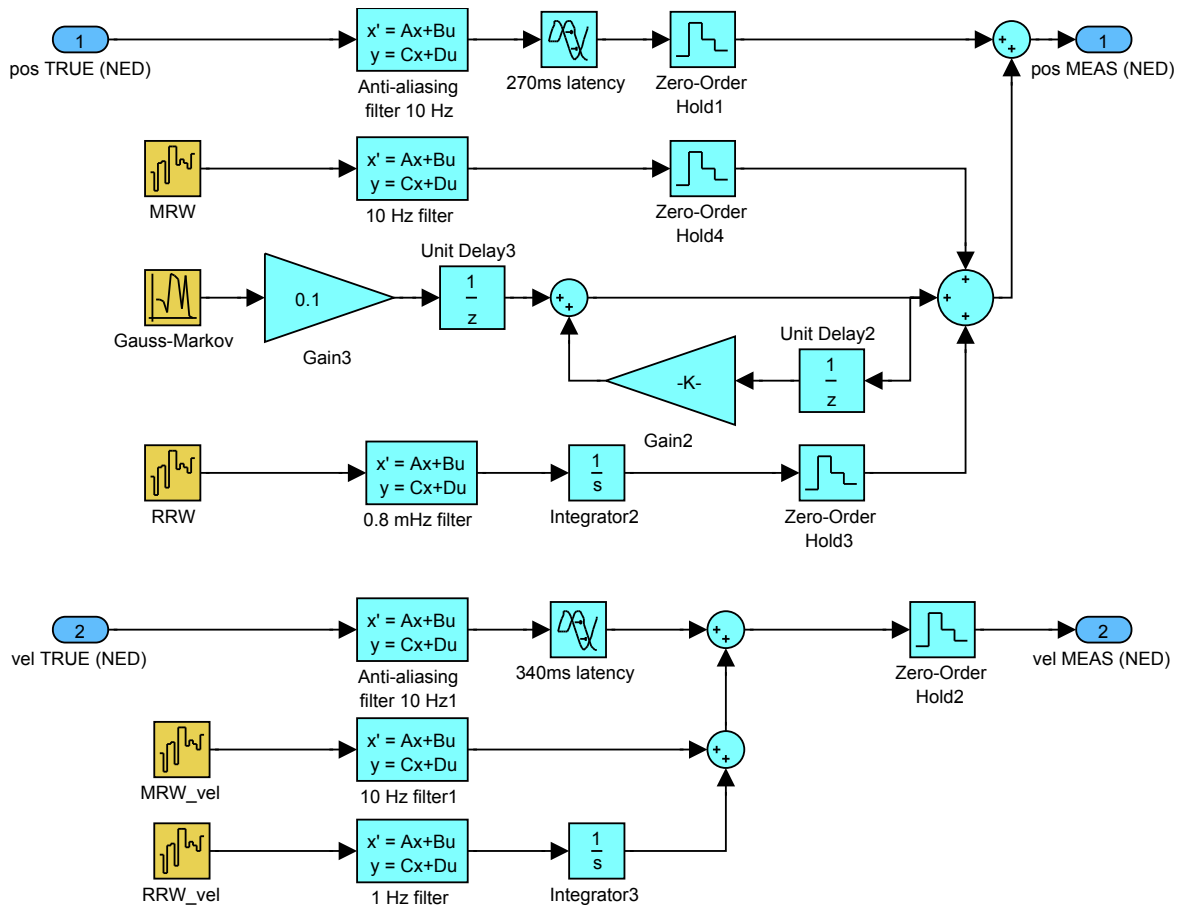 1
pos TRUE (NED)
x' = Ax+Bu
y = Cx+Du
Anti-aliasing
filter 10 Hz
270ms latency
Zero-Order
Hold1
+
+
1
pos MEAS (NED)
MRW
x' = Ax+Bu
y = Cx+Du
10 Hz filter
Zero-Order
Hold4
Gauss-Markov
0.1
Gain3
Unit Delay3
1
z
+
+
+
+
+
Unit Delay2
1
z
-K-
Gain2
RRW
x' = Ax+Bu
y = Cx+Du
0.8 mHz filter
1
s
Integrator2
Zero-Order
Hold3
2
vel TRUE (NED)
x' = Ax+Bu
y = Cx+Du
Anti-aliasing
filter 10 Hz1
340ms latency
+
+
Zero-Order
Hold2
2
vel MEAS (NED)
MRW_vel
x' = Ax+Bu
y = Cx+Du
10 Hz filter1
+
+
RRW_vel
x' = Ax+Bu
y = Cx+Du
1 Hz filter
1
s
Integrator3